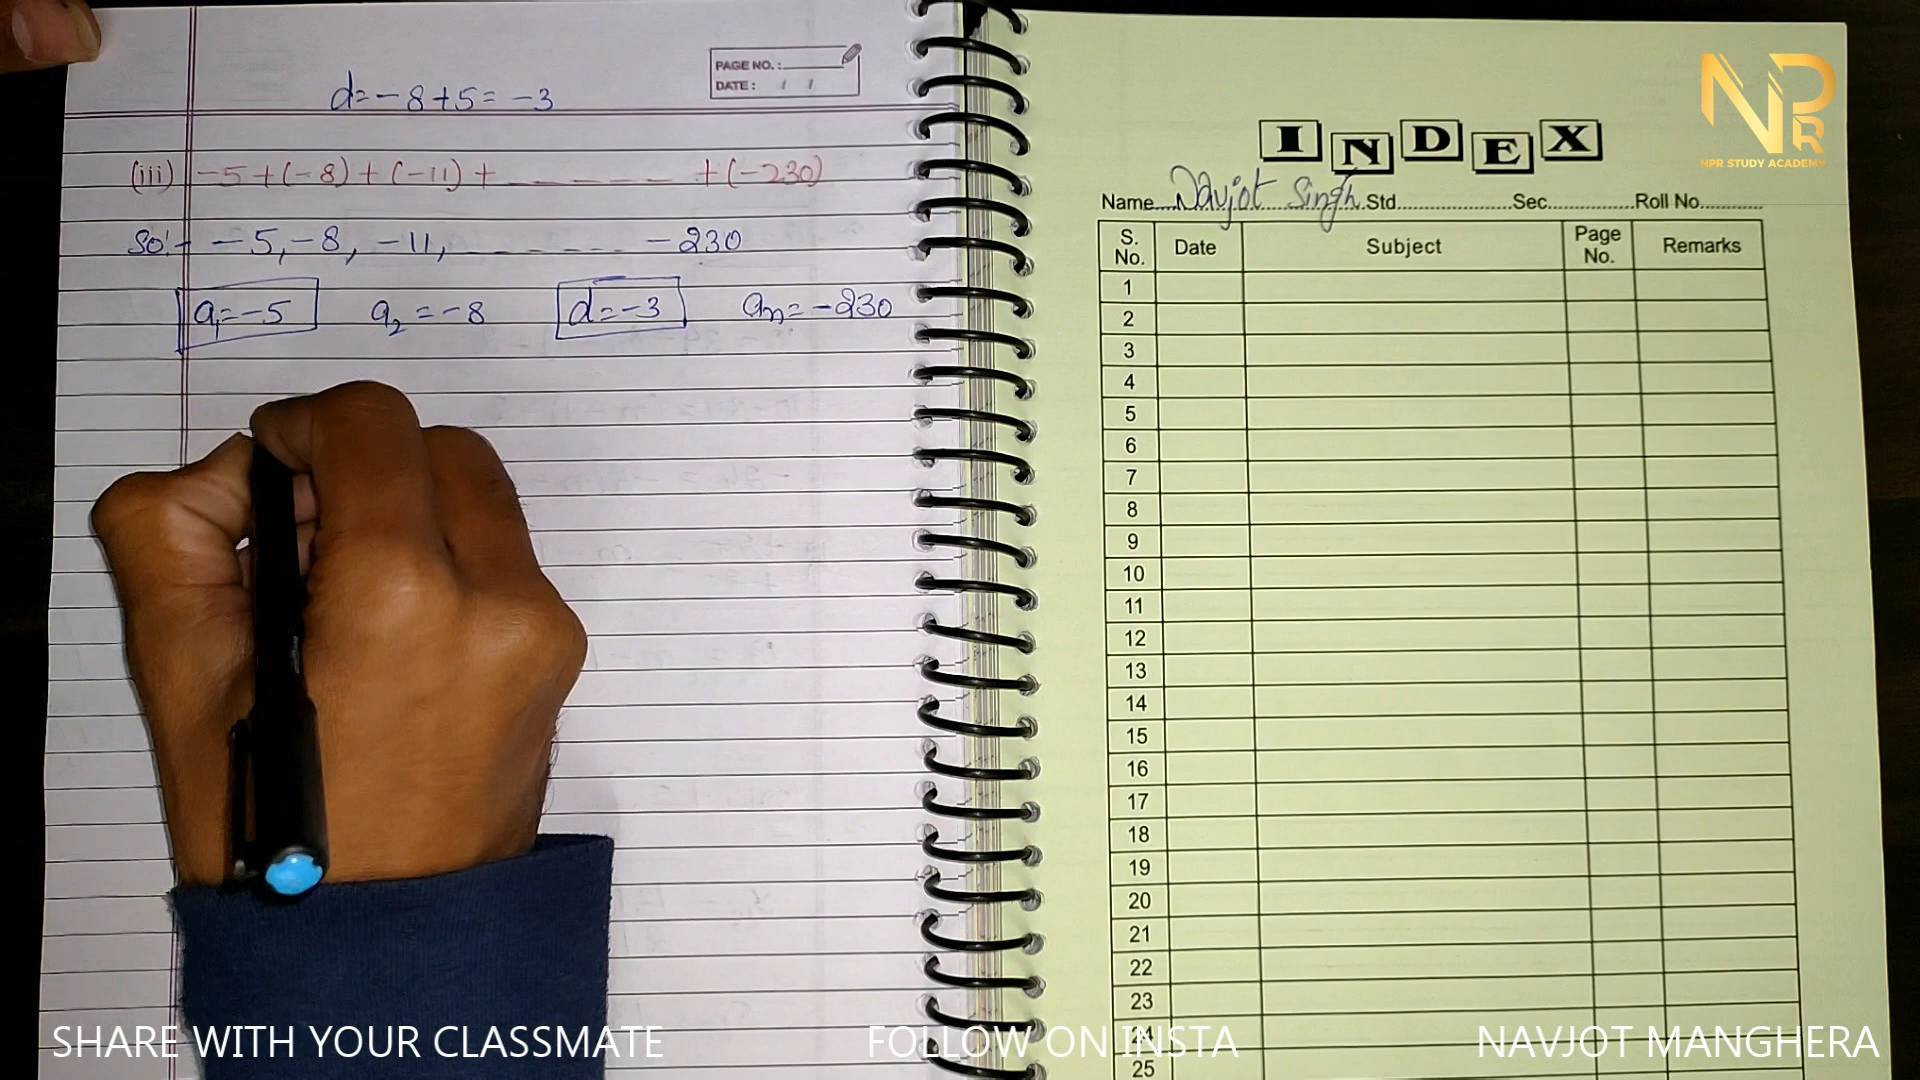 d=-8+5= -3
PAGE NO.:
DATE: / /
(iii) -5+(-8)+(-11)+ ---------- +(-230)
Sol:- -5,-8, -11, --------- -230
a₁=-5 a₂ = -8 d=-3 an= -230
NPR
NPR STUDY ACADEMY
INDEX
Name Navjot Singh Std. Sec. Roll No.
S. No. Date Subject Page No. Remarks
1
2
3
4
5
6
7
8
9
10
11
12
13
14
15
16
17
18
19
20
21
22
23
24
25
SHARE WITH YOUR CLASSMATE FOLLOW ON INSTA NAVJOT MANGHERA